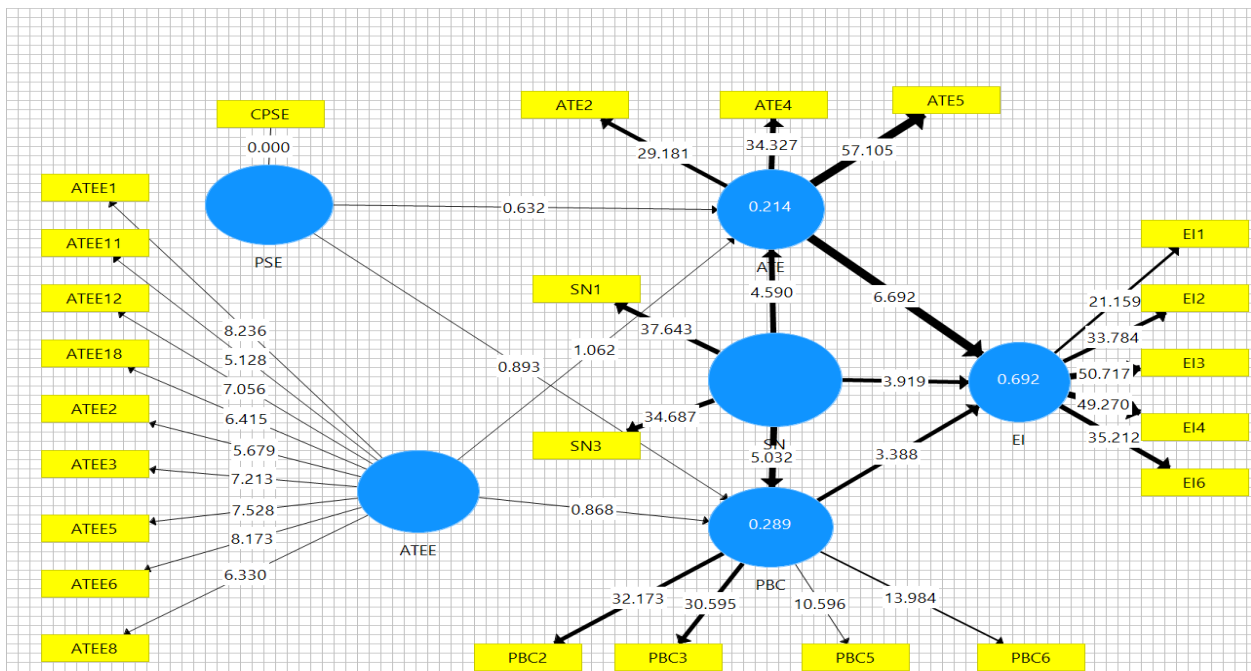 CPSE
0.000
PSE
ATEE1
ATEE11
ATEE12
ATEE18
ATEE2
ATEE3
ATEE5
ATEE6
ATEE8
8.236
5.128
7.056
6.415
5.679
7.213
7.528
8.173
6.330
ATEE
0.632
0.893
1.062
0.868
ATE2
ATE4
ATE5
29.181
34.327
57.105
0.214
ATE
4.590
6.692
SN1
37.643
SN3
34.687
SN
5.032
3.919
3.388
0.692
EI
EI1
EI2
EI3
EI4
EI6
21.159
33.784
50.717
49.270
35.212
0.289
PBC
32.173
30.595
10.596
13.984
PBC2
PBC3
PBC5
PBC6